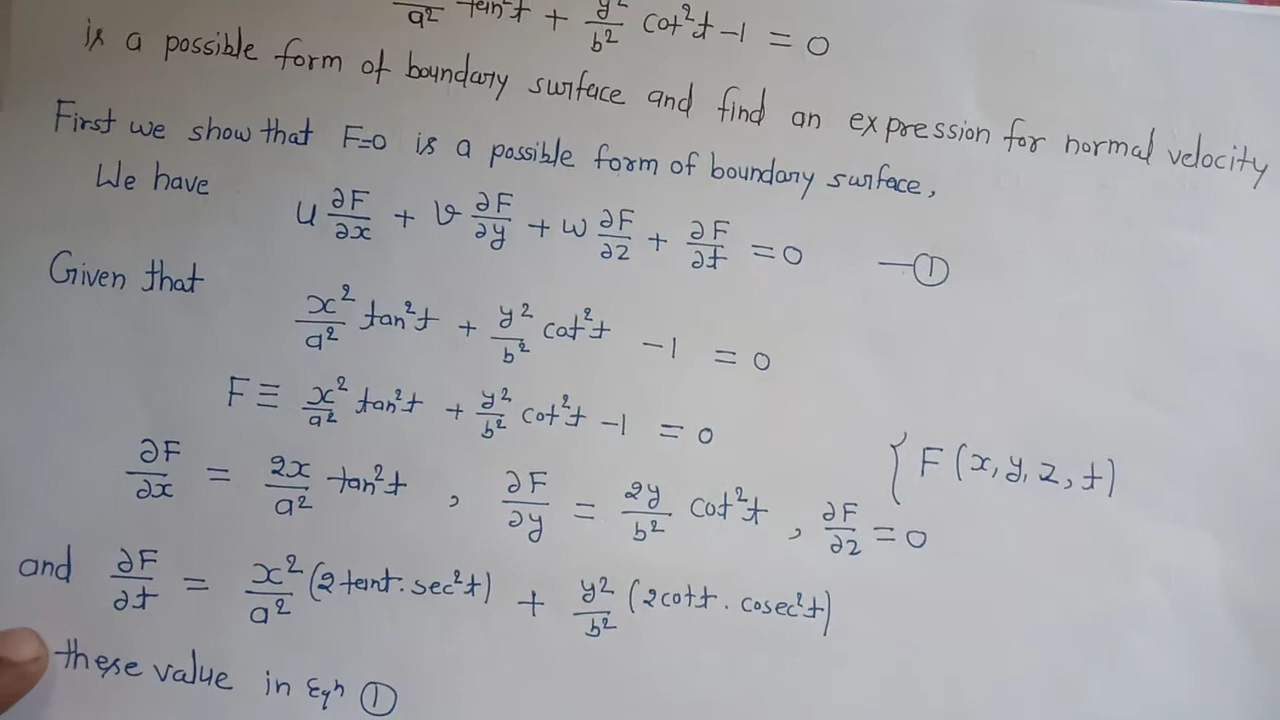 /a² tan²t + y²/b² cot²t - 1 = 0
is a possible form of boundary surface and find an expression for normal velocity
First we show that F=0 is a possible form of boundary surface,
We have
u ∂F/∂x + v ∂F/∂y + w ∂F/∂z + ∂F/∂t = 0 —①
Given that
x²/a² tan²t + y²/b² cot²t - 1 = 0
F ≡ x²/a² tan²t + y²/b² cot²t - 1 = 0
{ F (x, y, z, t)
∂F/∂x = 2x/a² tan²t , ∂F/∂y = 2y/b² cot²t , ∂F/∂z = 0
and ∂F/∂t = x²/a² (2 tant. sec²t) + y²/b² (2cott. cosec²t)
these value in Eqⁿ ①